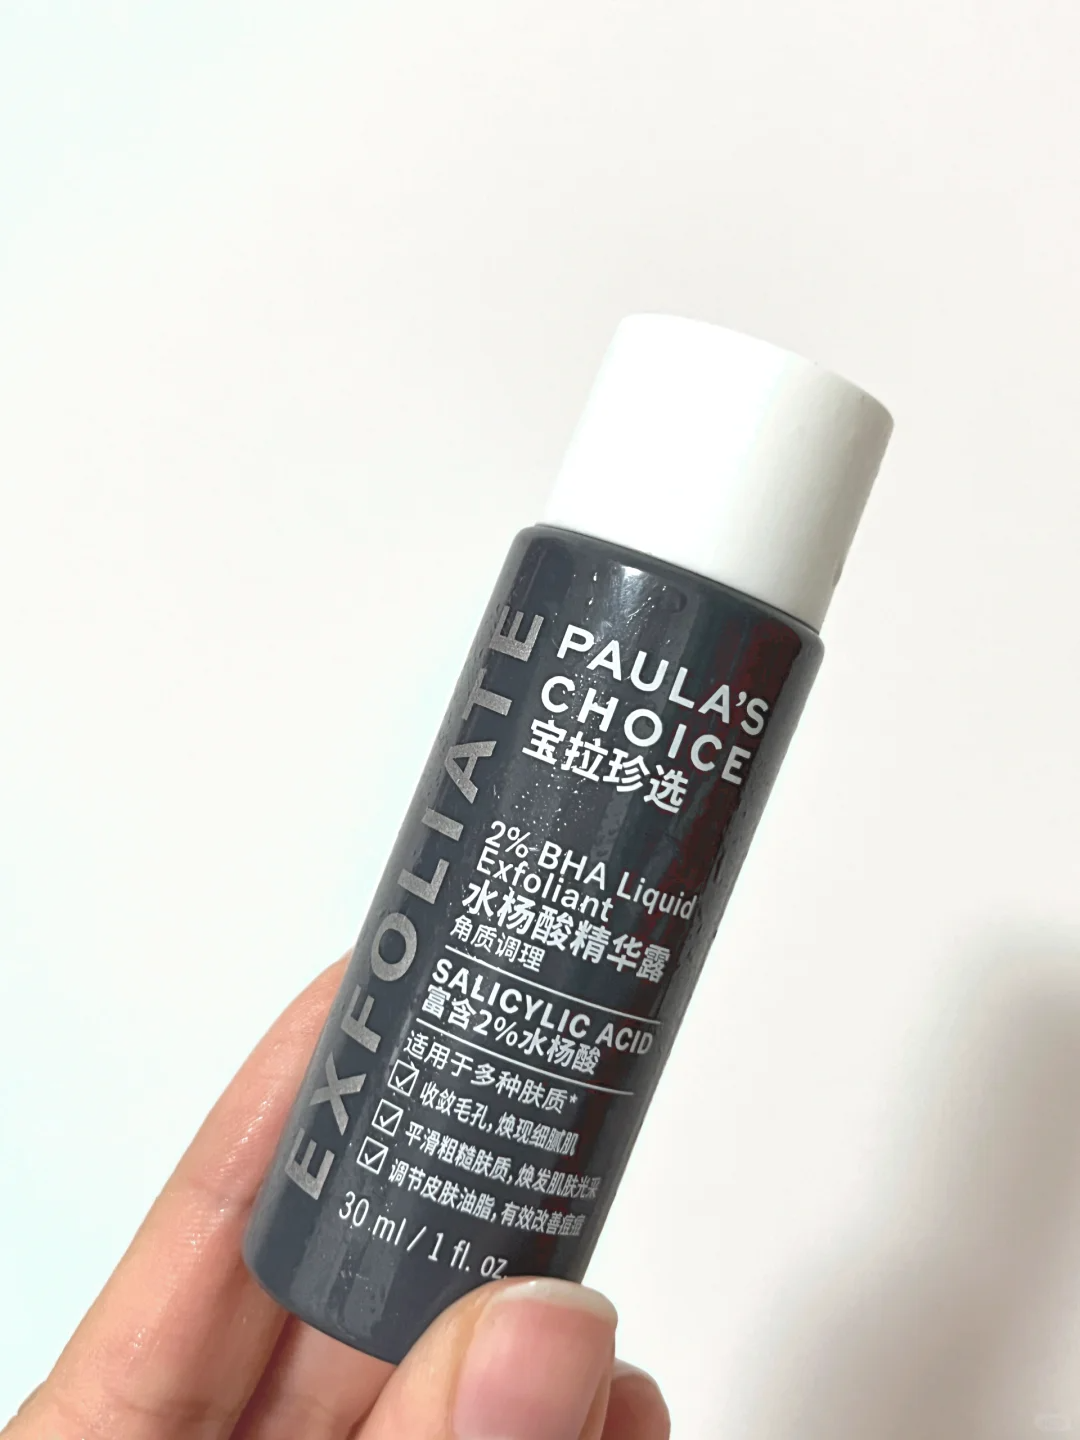 EXFOLIATE
PAULA'S
CHOICE
宝拉珍选
2% BHA Liquid
Exfoliant
水杨酸精华露
角质调理
SALICYLIC ACID
富含2%水杨酸
适用于多种肤质*
收敛毛孔,焕现细腻肌
平滑粗糙肤质,焕发肌肤光采
调节皮肤油脂,有效改善痘痘
30 ml / 1 fl. oz.